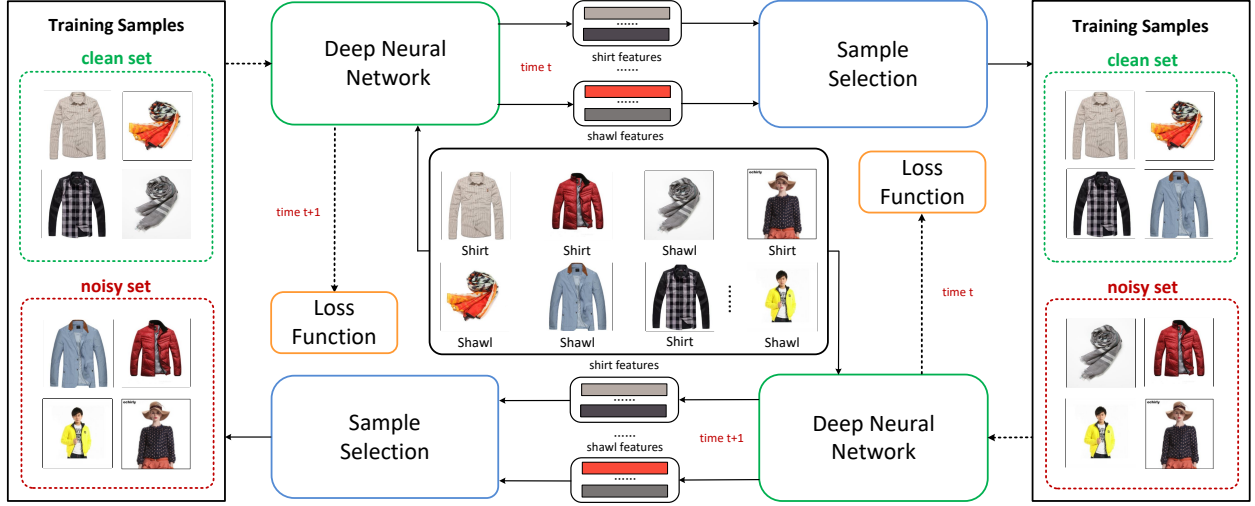 Training Samples
clean set
noisy set
Deep Neural
Network
time t
......
shirt features
......
......
shawl features
Sample
Selection
time t+1
Loss
Function
Shirt
Shirt
Shawl
Shirt
Shawl
Shawl
Shirt
Shawl
Loss
Function
time t
Sample
Selection
shirt features
......
......
shawl features
......
time t+1
Deep Neural
Network
Training Samples
clean set
noisy set